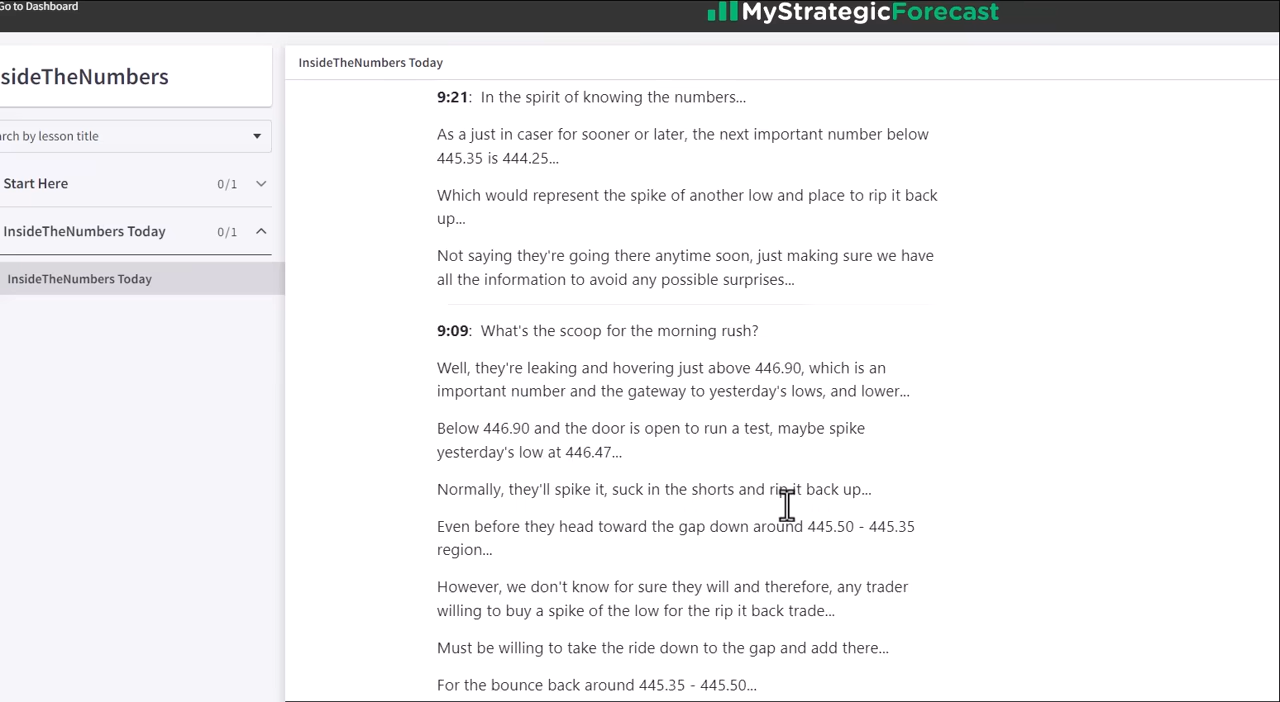 Go to Dashboard
MyStrategicForecast
sideTheNumbers
InsideTheNumbers Today
rch by lesson title
Start Here 0/1
InsideTheNumbers Today 0/1
InsideTheNumbers Today
9:21: In the spirit of knowing the numbers...
As a just in caser for sooner or later, the next important number below
445.35 is 444.25...
Which would represent the spike of another low and place to rip it back
up...
Not saying they're going there anytime soon, just making sure we have
all the information to avoid any possible surprises...
9:09: What's the scoop for the morning rush?
Well, they're leaking and hovering just above 446.90, which is an
important number and the gateway to yesterday's lows, and lower...
Below 446.90 and the door is open to run a test, maybe spike
yesterday's low at 446.47...
Normally, they'll spike it, suck in the shorts and rip it back up...
Even before they head toward the gap down around 445.50 - 445.35
region...
However, we don't know for sure they will and therefore, any trader
willing to buy a spike of the low for the rip it back trade...
Must be willing to take the ride down to the gap and add there...
For the bounce back around 445.35 - 445.50...